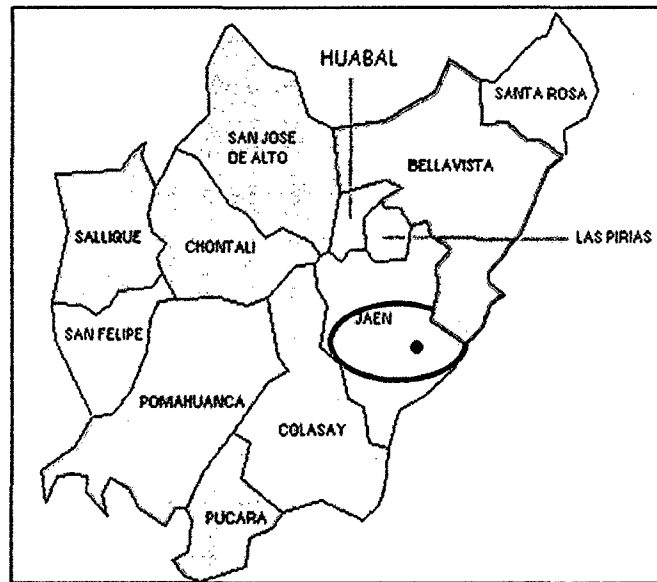 HUABAL
SANTA ROSA
SAN JOSE
DE ALTO
BELLAVISTA
SALLIQUE
CHONTALI
LAS PIRIAS
JAEN
SAN FELIPE
POMAHUANCA
COLASAY
PUCARA